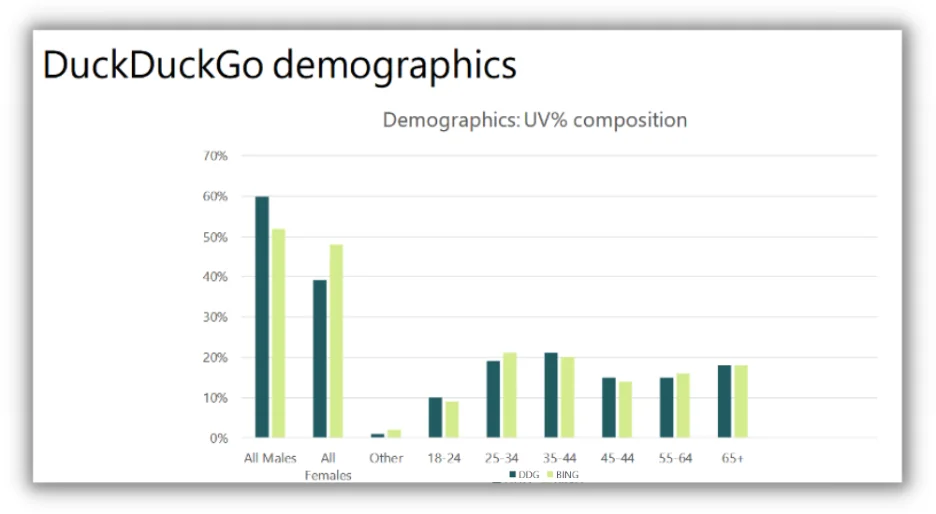 DuckDuckGo demographics
Demographics: UV% composition
70%
60%
50%
40%
30%
20%
10%
0%
All Males
All
Females
Other
18-24
25-34
35-44
45-44
55-64
65+
DDG
BING